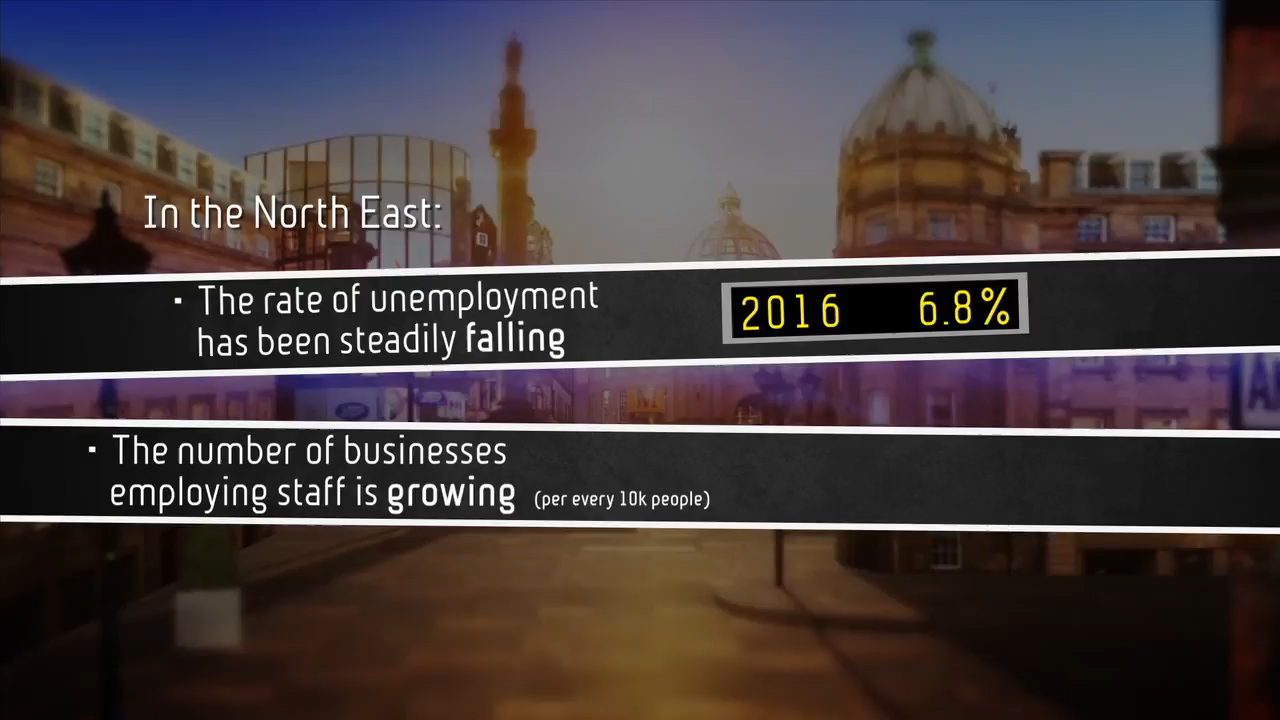 In the North East:
▪ The rate of unemployment
has been steadily falling
2016 6.8%
▪ The number of businesses
employing staff is growing (per every 10k people)